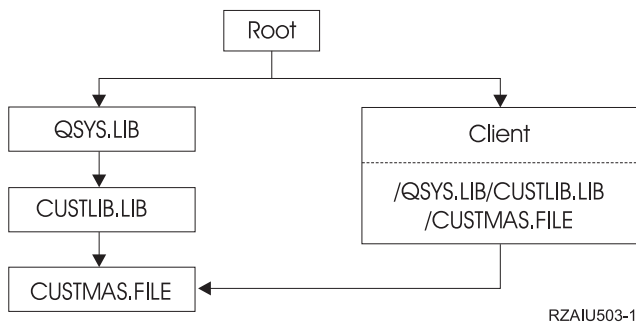 Root
QSYS.LIB
Client
/QSYS.LIB/CUSTLIB.LIB
/CUSTMAS.FILE
CUSTLIB.LIB
CUSTMAS.FILE
RZAIU503-1